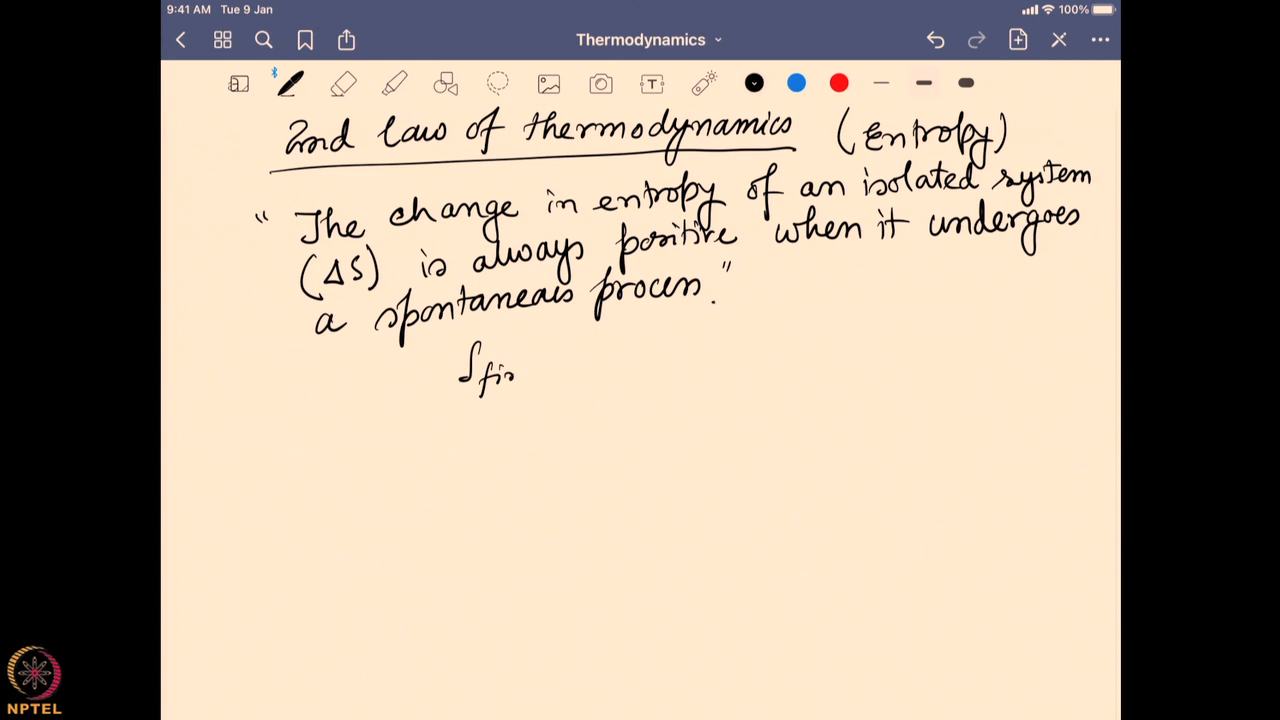 9:41 AM Tue 9 Jan
100%
Thermodynamics
T
2nd law of thermodynamics (Entropy)
" The change in entropy of an isolated system
(ΔS) is always positive when it undergoes
a spontaneous process."
S fin
NPTEL